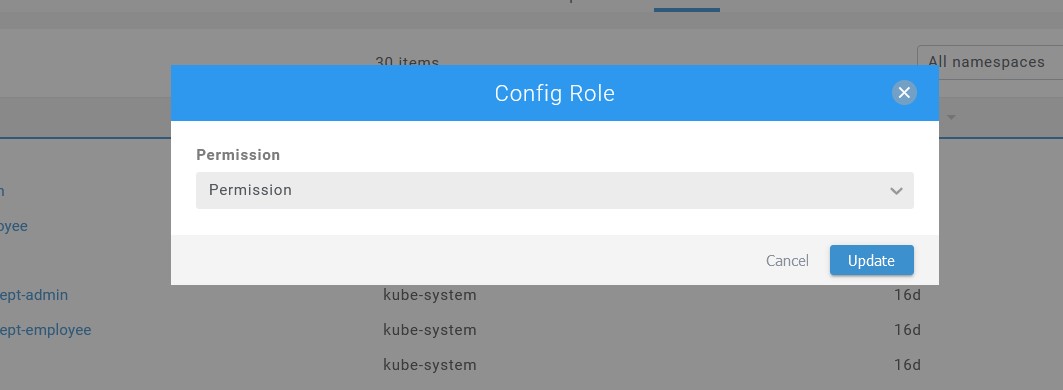 30 items
All namespaces
Config Role
Permission
Permission
oyee
Cancel
Update
ept-admin kube-system 16d
ept-employee kube-system 16d
kube-system 16d